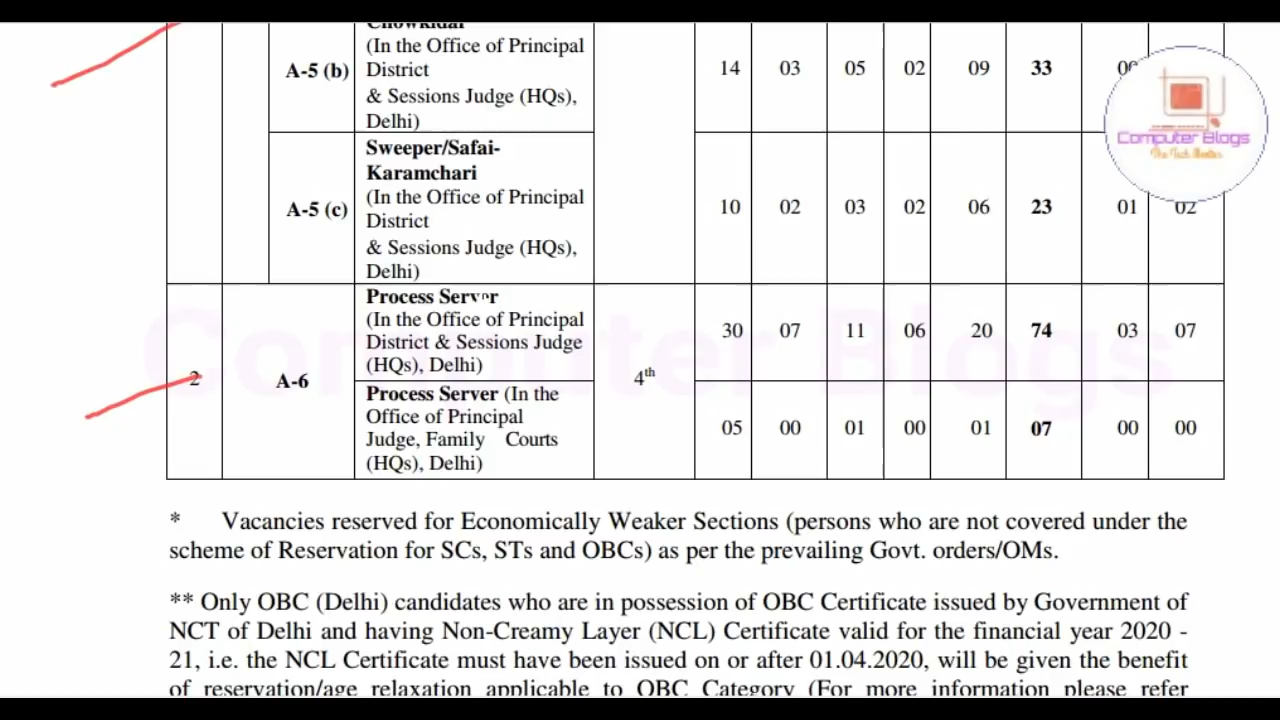 Chowkidar
(In the Office of Principal
District
& Sessions Judge (HQs),
Delhi)
A-5 (b)
14 03 05 02 09 33
Sweeper/Safai-
Karamchari
(In the Office of Principal
District
& Sessions Judge (HQs),
Delhi)
A-5 (c)
10 02 03 02 06 23 01 02
Process Server
(In the Office of Principal
District & Sessions Judge
(HQs), Delhi)
30 07 11 06 20 74 03 07
2 A-6 4th
Process Server (In the
Office of Principal
Judge, Family Courts
(HQs), Delhi)
05 00 01 00 01 07 00 00
* Vacancies reserved for Economically Weaker Sections (persons who are not covered under the
scheme of Reservation for SCs, STs and OBCs) as per the prevailing Govt. orders/OMs.
** Only OBC (Delhi) candidates who are in possession of OBC Certificate issued by Government of
NCT of Delhi and having Non-Creamy Layer (NCL) Certificate valid for the financial year 2020 -
21, i.e. the NCL Certificate must have been issued on or after 01.04.2020, will be given the benefit
of reservation/age relaxation applicable to OBC Category (For more information please refer
Computer Blogs
Computer Blogs